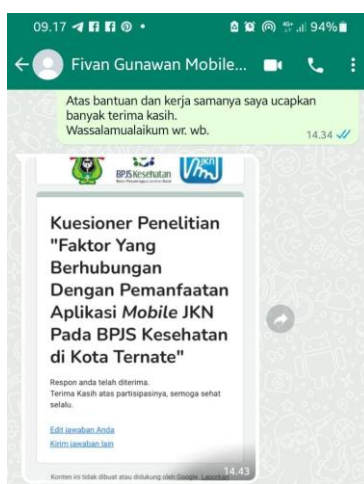 09.17
94%
Fivan Gunawan Mobile...
Atas bantuan dan kerja samanya saya ucapkan
banyak terima kasih.
Wassalamualaikum wr. wb.
14.34
BPJS Kesehatan
JKN
Kuesioner Penelitian
"Faktor Yang
Berhubungan
Dengan Pemanfaatan
Aplikasi Mobile JKN
Pada BPJS Kesehatan
di Kota Ternate"
Respon anda telah diterima.
Terima Kasih atas partisipasinya, semoga sehat
selalu.
Edit jawaban Anda
Kirim jawaban lain
14.43
Konten ini tidak dibuat atau didukung oleh Google. Laporkan